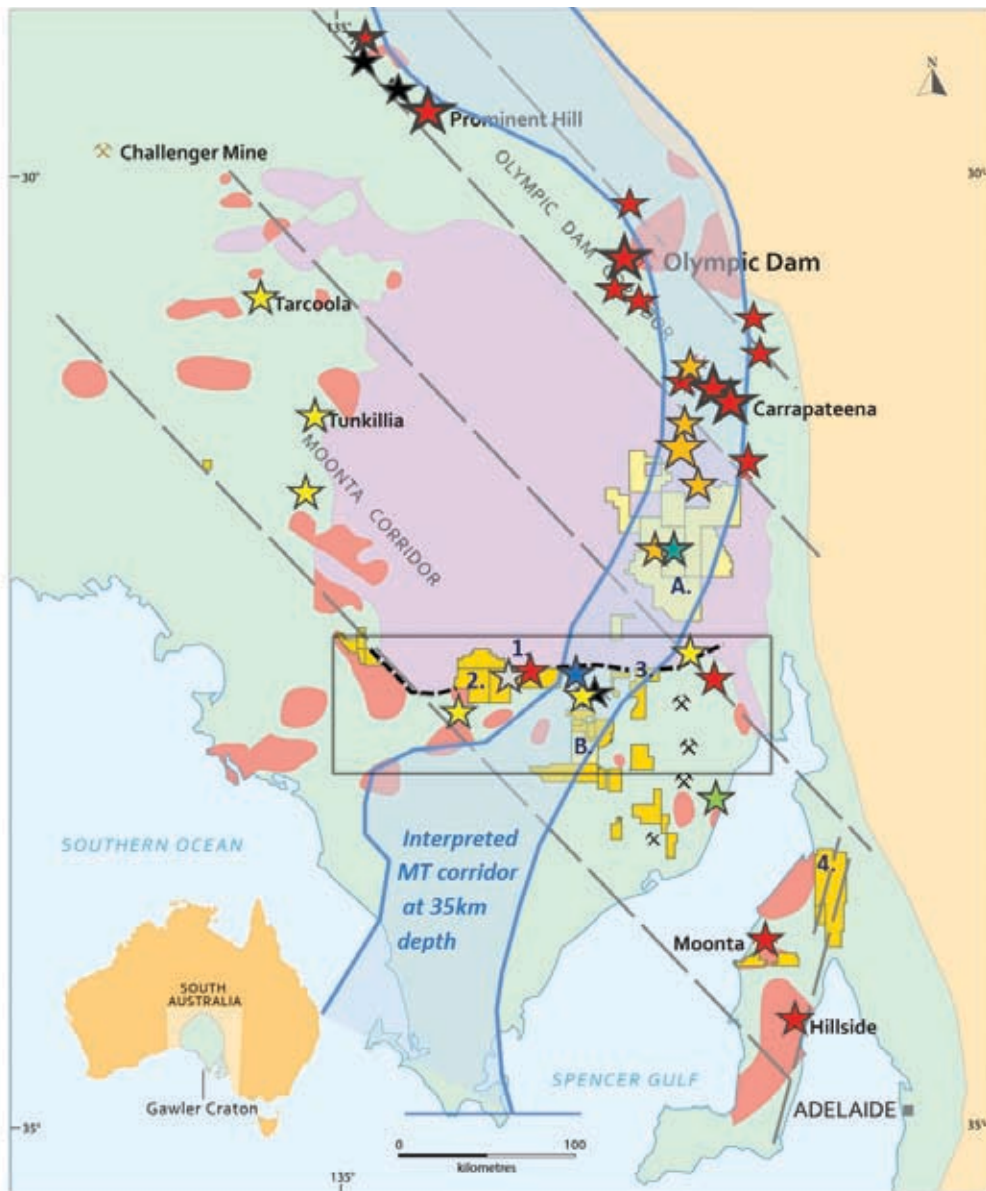 135°
N
Prominent Hill
Challenger Mine
30°
30°
OLYMPIC DAM CORRIDOR
Olympic Dam
Tarcoola
Carrapateena
Tunkillia
MOONTA CORRIDOR
A.
1.
2.
3.
B.
SOUTHERN OCEAN
Interpreted
MT corridor
at 35km
depth
4.
Moonta
SOUTH
AUSTRALIA
Hillside
SPENCER GULF
Gawler Craton
ADELAIDE
35°
35°
0
100
kilometres
135°